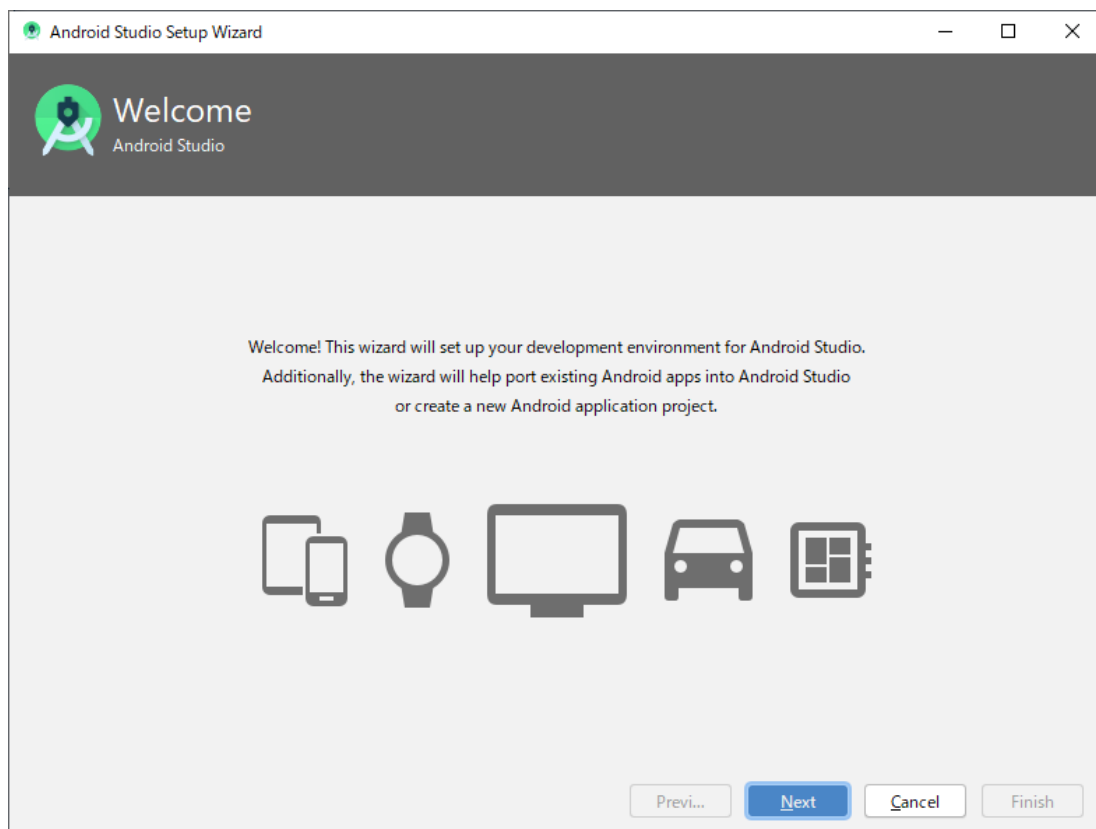 Android Studio Setup Wizard
Welcome
Android Studio
Welcome! This wizard will set up your development environment for Android Studio.
Additionally, the wizard will help port existing Android apps into Android Studio
or create a new Android application project.
Previ... Next Cancel Finish